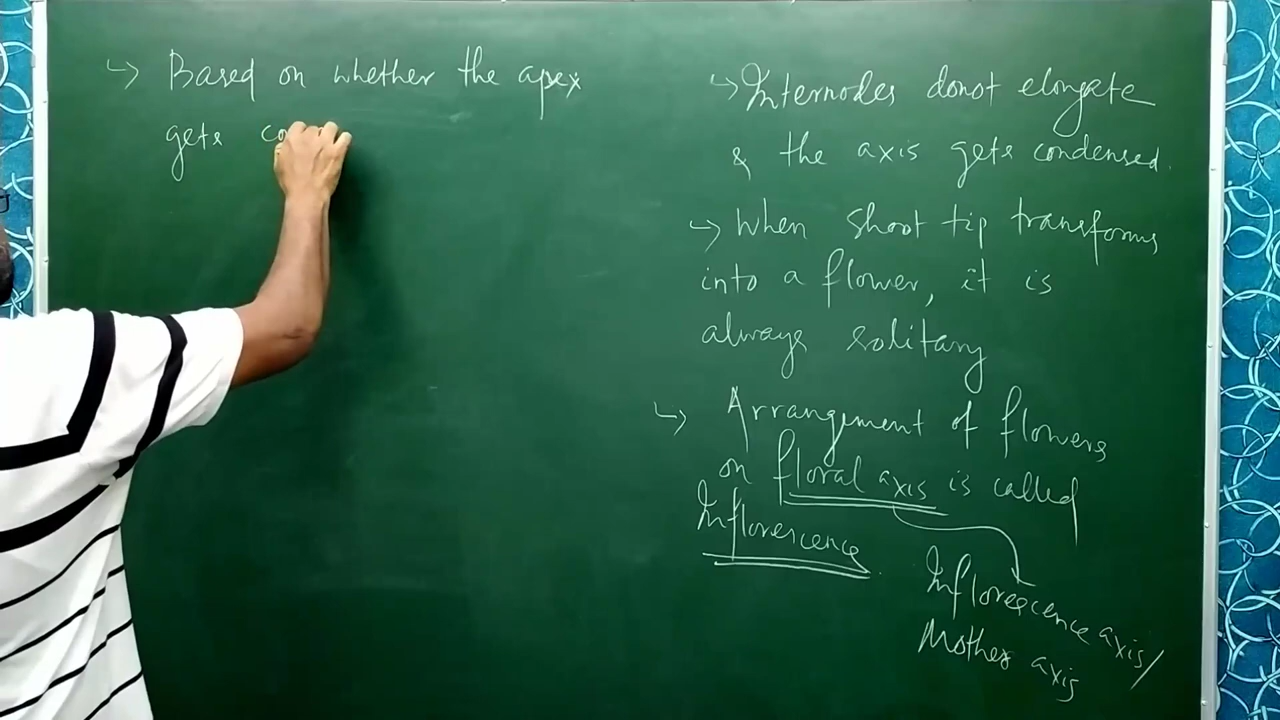 ↳ Based on whether the apex
gets
↳ Internodes donot elongate
& the axis gets condensed.
↳ When shoot tip transforms
into a flower, it is
always solitary
↳ Arrangement of flowers
on floral axis is called
Inflorescence
Inflorescence axis/
Mother axis